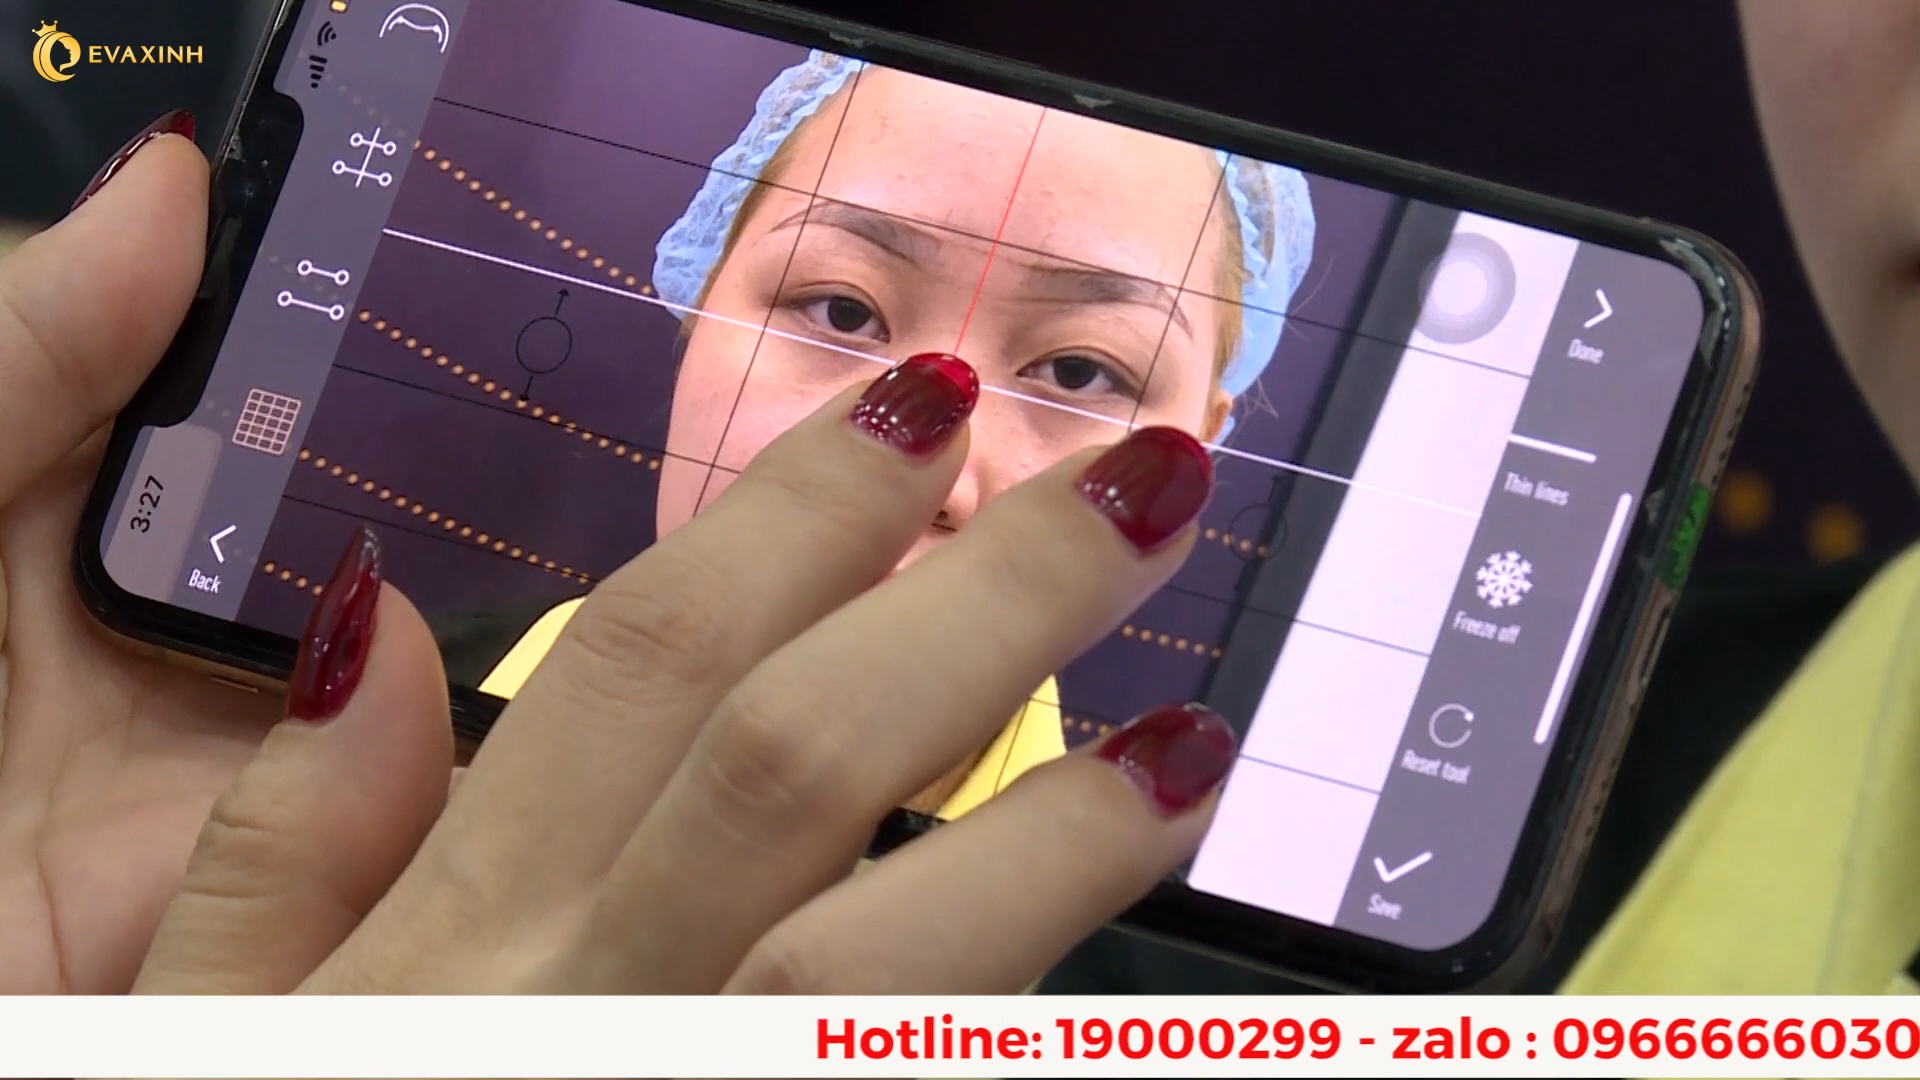 EVAXINH
Done
Thin lines
Freeze off
Reset tool
Save
3:27
Back
Hotline: 19000299 - zalo : 0966666030